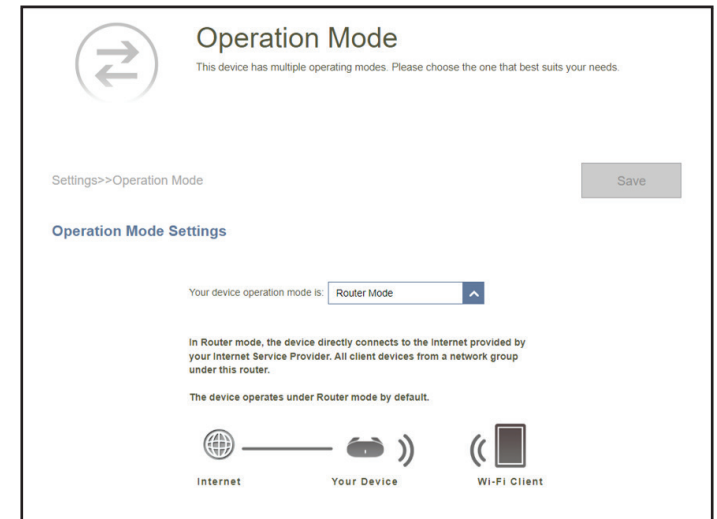 Operation Mode
This device has multiple operating modes. Please choose the one that best suits your needs.
Settings>>Operation Mode
Save
Operation Mode Settings
Your device operation mode is: Router Mode
In Router mode, the device directly connects to the Internet provided by
your Internet Service Provider. All client devices from a network group
under this router.
The device operates under Router mode by default.
Internet Your Device Wi-Fi Client